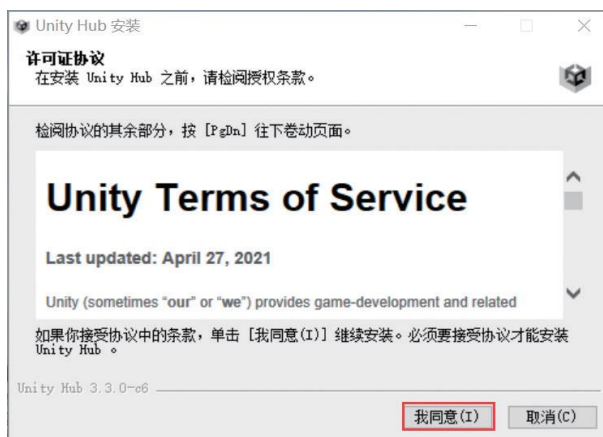 Unity Hub 安装
许可证协议
在安装 Unity Hub 之前，请检阅授权条款。
检阅协议的其余部分，按 [PgDn] 往下卷动页面。
Unity Terms of Service
Last updated: April 27, 2021
Unity (sometimes “our” or “we”) provides game-development and related
如果你接受协议中的条款，单击 [我同意(I)] 继续安装。必须要接受协议才能安装
Unity Hub 。
Unity Hub 3.3.0-c6
我同意(I)
取消(C)